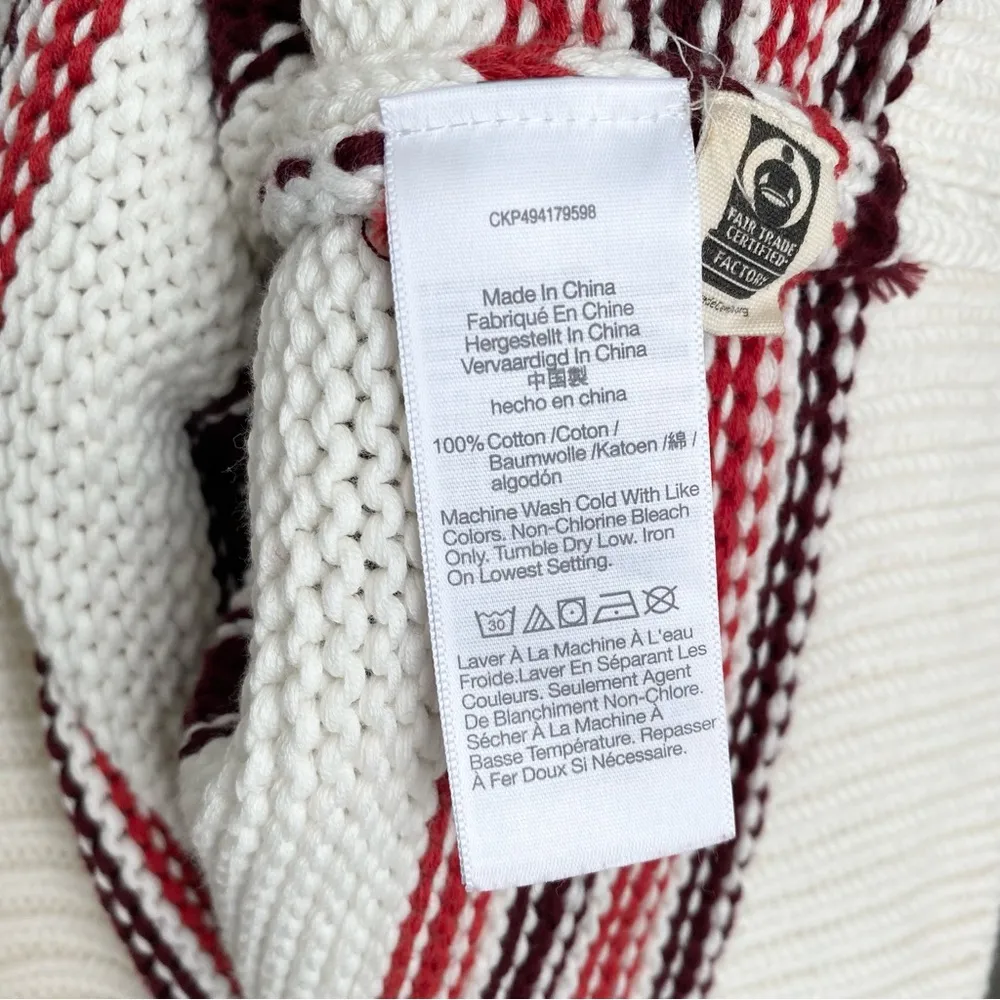 CKP494179598
Made In China
Fabriqué En Chine
Hergestellt In China
Vervaardigd In China
中国製
hecho en china
100% Cotton /Coton /
Baumwolle /Katoen /綿 /
algodón
Machine Wash Cold With Like
Colors. Non-Chlorine Bleach
Only. Tumble Dry Low. Iron
On Lowest Setting.
30
Laver À La Machine À L'eau
Froide.Laver En Séparant Les
Couleurs. Seulement Agent
De Blanchiment Non-Chlore.
Sécher À La Machine À
Basse Température. Repasser
À Fer Doux Si Nécessaire.
FAIR TRADE
CERTIFIED
FACTORY